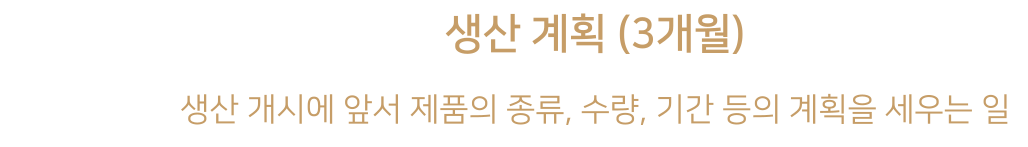 생산 계획 (3개월)
생산 개시에 앞서 제품의 종류, 수량, 기간 등의 계획을 세우는 일